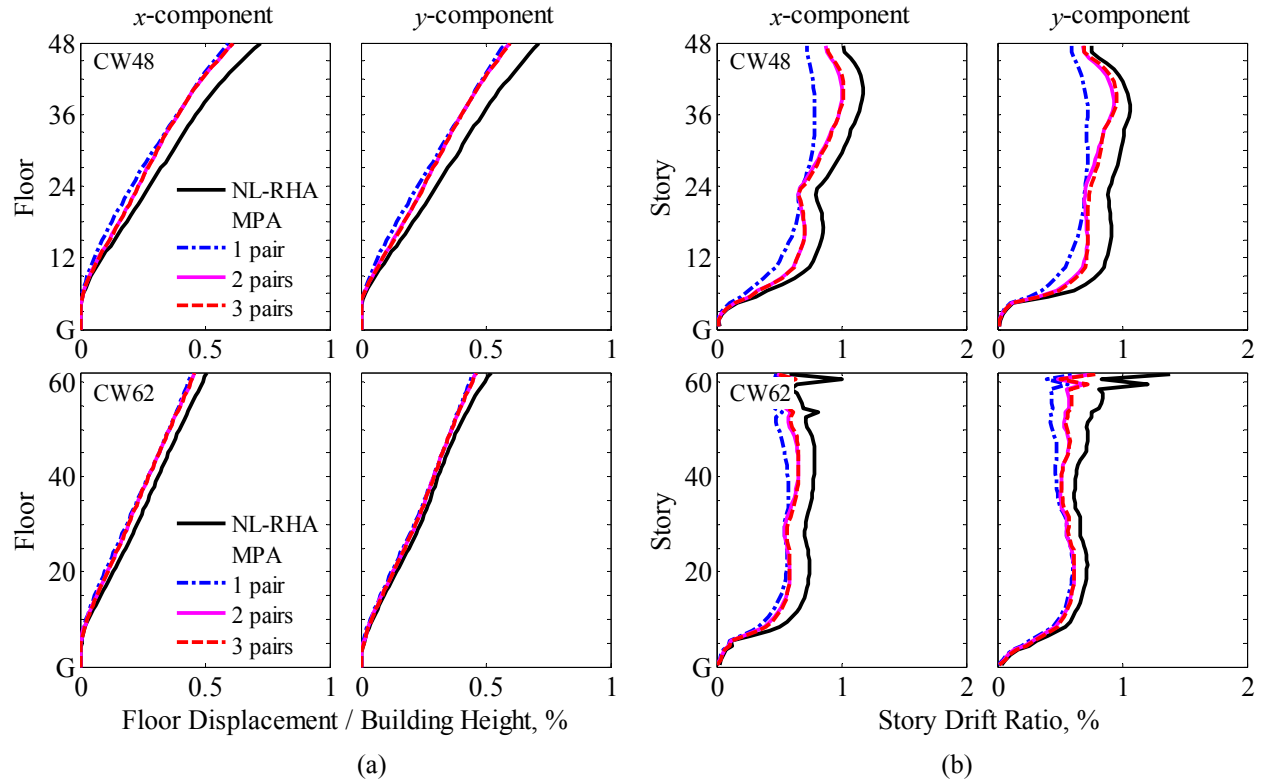 x-component
y-component
x-component
y-component
Floor
48
36
24
12
G
CW48
NL-RHA
MPA
1 pair
2 pairs
3 pairs
0
0.5
1
0
0.5
1
Story
48
36
24
12
G
CW48
0
1
2
0
1
2
Floor
60
40
20
G
CW62
NL-RHA
MPA
1 pair
2 pairs
3 pairs
0
0.5
1
0
0.5
1
Story
60
40
20
G
CW62
0
1
2
0
1
2
Floor Displacement / Building Height, %
Story Drift Ratio, %
(a)
(b)